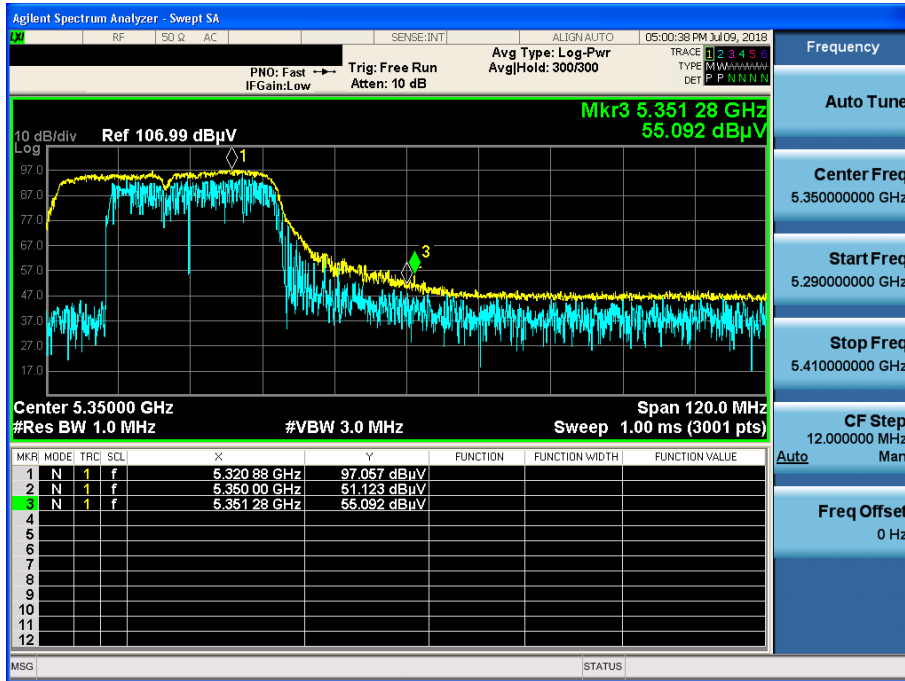 Agilent Spectrum Analyzer - Swept SA
LXI RF 50 Ω AC SENSE:INT ALIGN AUTO 05:00:38 PM Jul 09, 2018
PNO: Fast Trig: Free Run Avg Type: Log-Pwr TRACE 1 2 3 4 5 6
IFGain:Low Atten: 10 dB Avg|Hold: 300/300 TYPE M W
DET P P N N N N
Mkr3 5.351 28 GHz
55.092 dBµV
10 dB/div Ref 106.99 dBµV
Log
97.0
87.0
77.0
67.0
57.0
47.0
37.0
27.0
17.0
1
3
Center 5.35000 GHz Span 120.0 MHz
#Res BW 1.0 MHz #VBW 3.0 MHz Sweep 1.00 ms (3001 pts)
MKR MODE TRC SCL X Y FUNCTION FUNCTION WIDTH FUNCTION VALUE
1 N 1 f 5.320 88 GHz 97.057 dBµV
2 N 1 f 5.350 00 GHz 51.123 dBµV
3 N 1 f 5.351 28 GHz 55.092 dBµV
4
5
6
7
8
9
10
11
12
MSG STATUS
Frequency
Auto Tune
Center Freq
5.350000000 GHz
Start Freq
5.290000000 GHz
Stop Freq
5.410000000 GHz
CF Step
12.000000 MHz
Auto Man
Freq Offset
0 Hz